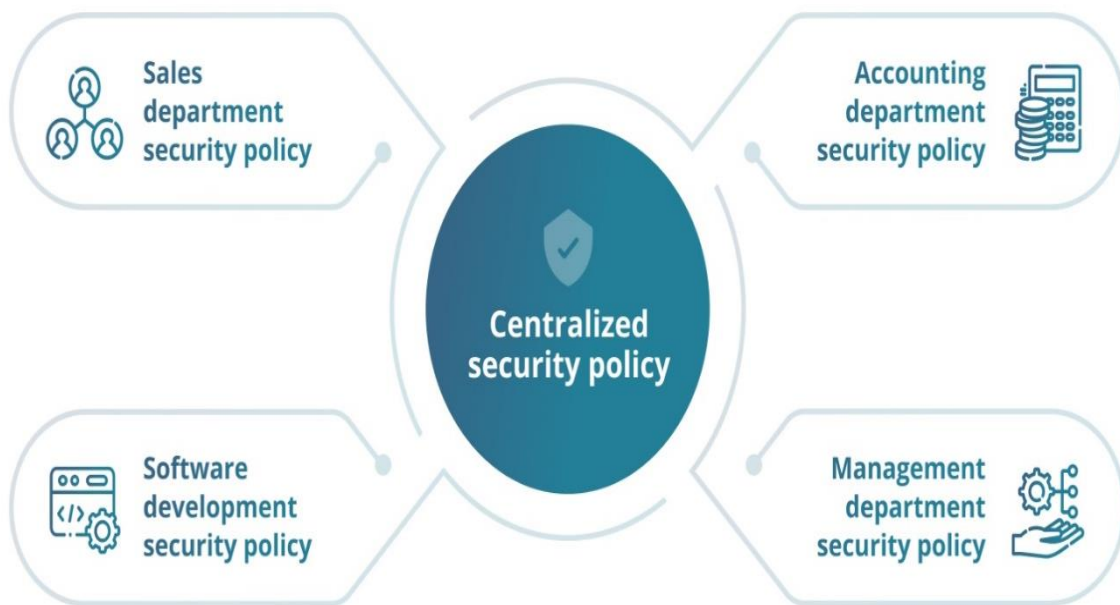 Sales
department
security policy
Accounting
department
security policy
Centralized
security policy
Software
development
security policy
Management
department
security policy